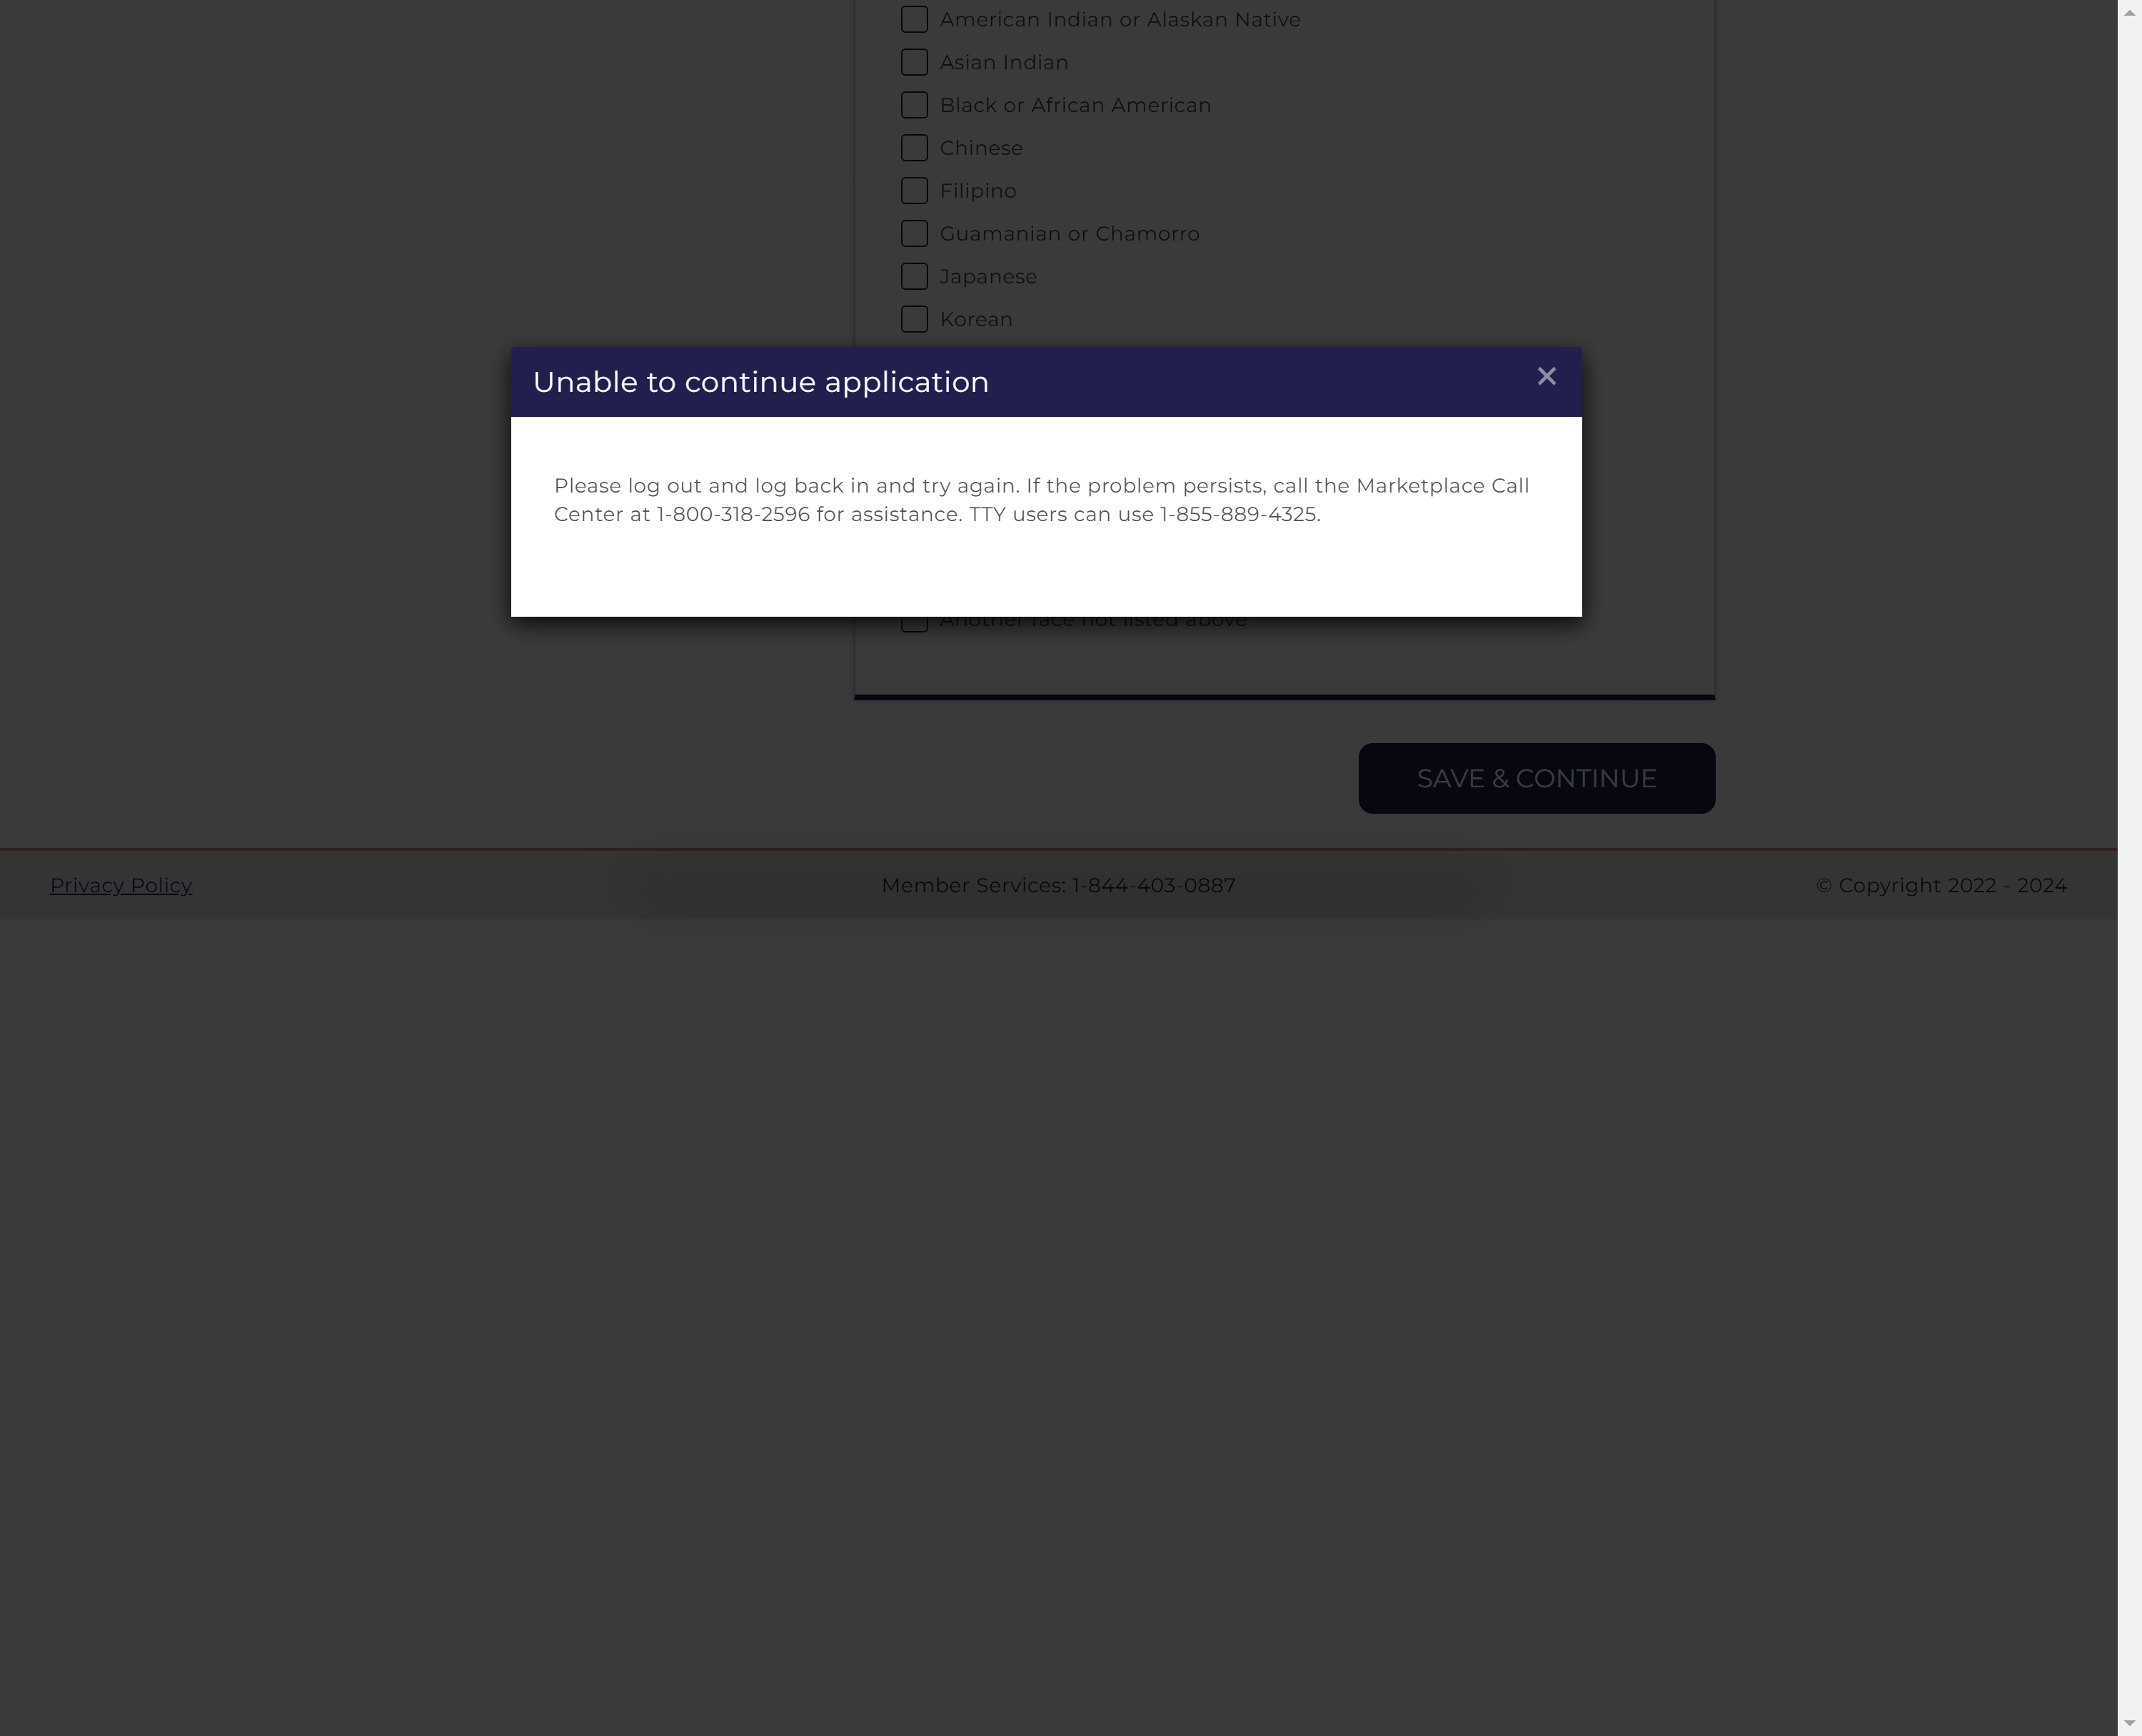 American Indian or Alaskan Native
Asian Indian
Black or African American
Chinese
Filipino
Guamanian or Chamorro
Japanese
Korean
Unable to continue application
Please log out and log back in and try again. If the problem persists, call the Marketplace Call
Center at 1-800-318-2596 for assistance. TTY users can use 1-855-889-4325.
Another race not listed above
SAVE & CONTINUE
Privacy Policy
Member Services: 1-844-403-0887
© Copyright 2022 - 2024